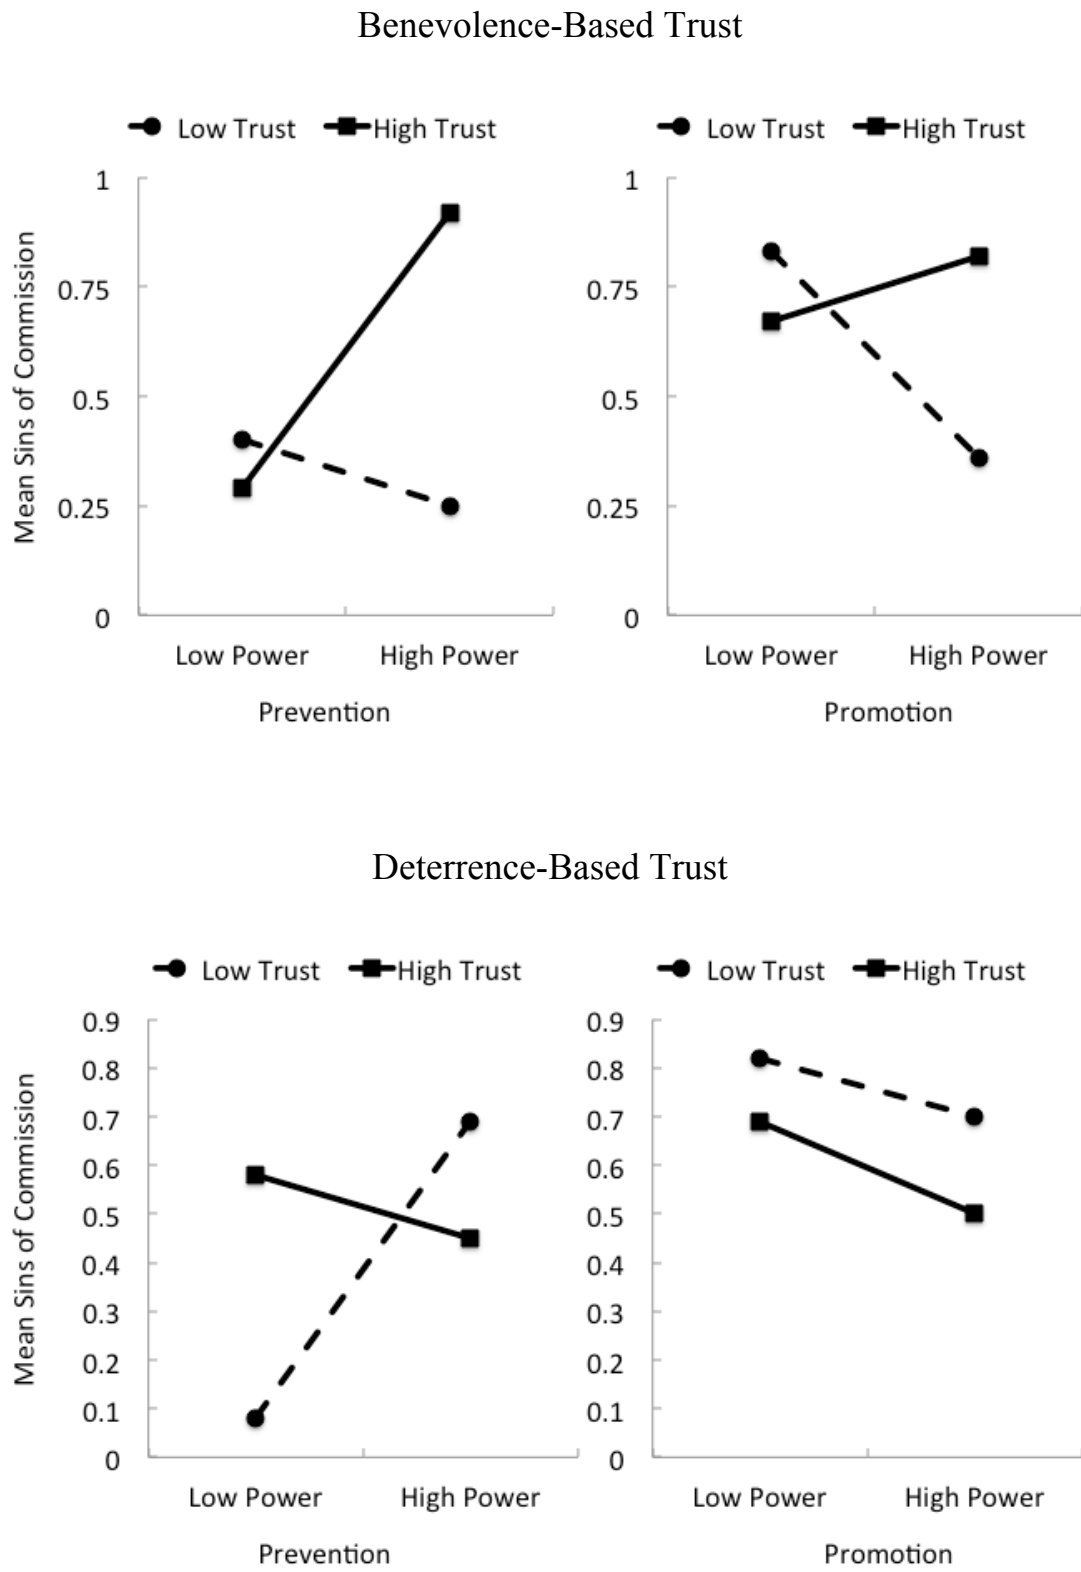 Benevolence-Based Trust
Low Trust High Trust
Low Trust High Trust
Mean Sins of Commission
1
0.75
0.5
0.25
0
Low Power High Power
Prevention
1
0.75
0.5
0.25
0
Low Power High Power
Promotion
Deterrence-Based Trust
Low Trust High Trust
Low Trust High Trust
Mean Sins of Commission
0.9
0.8
0.7
0.6
0.5
0.4
0.3
0.2
0.1
0
Low Power High Power
Prevention
0.9
0.8
0.7
0.6
0.5
0.4
0.3
0.2
0.1
0
Low Power High Power
Promotion